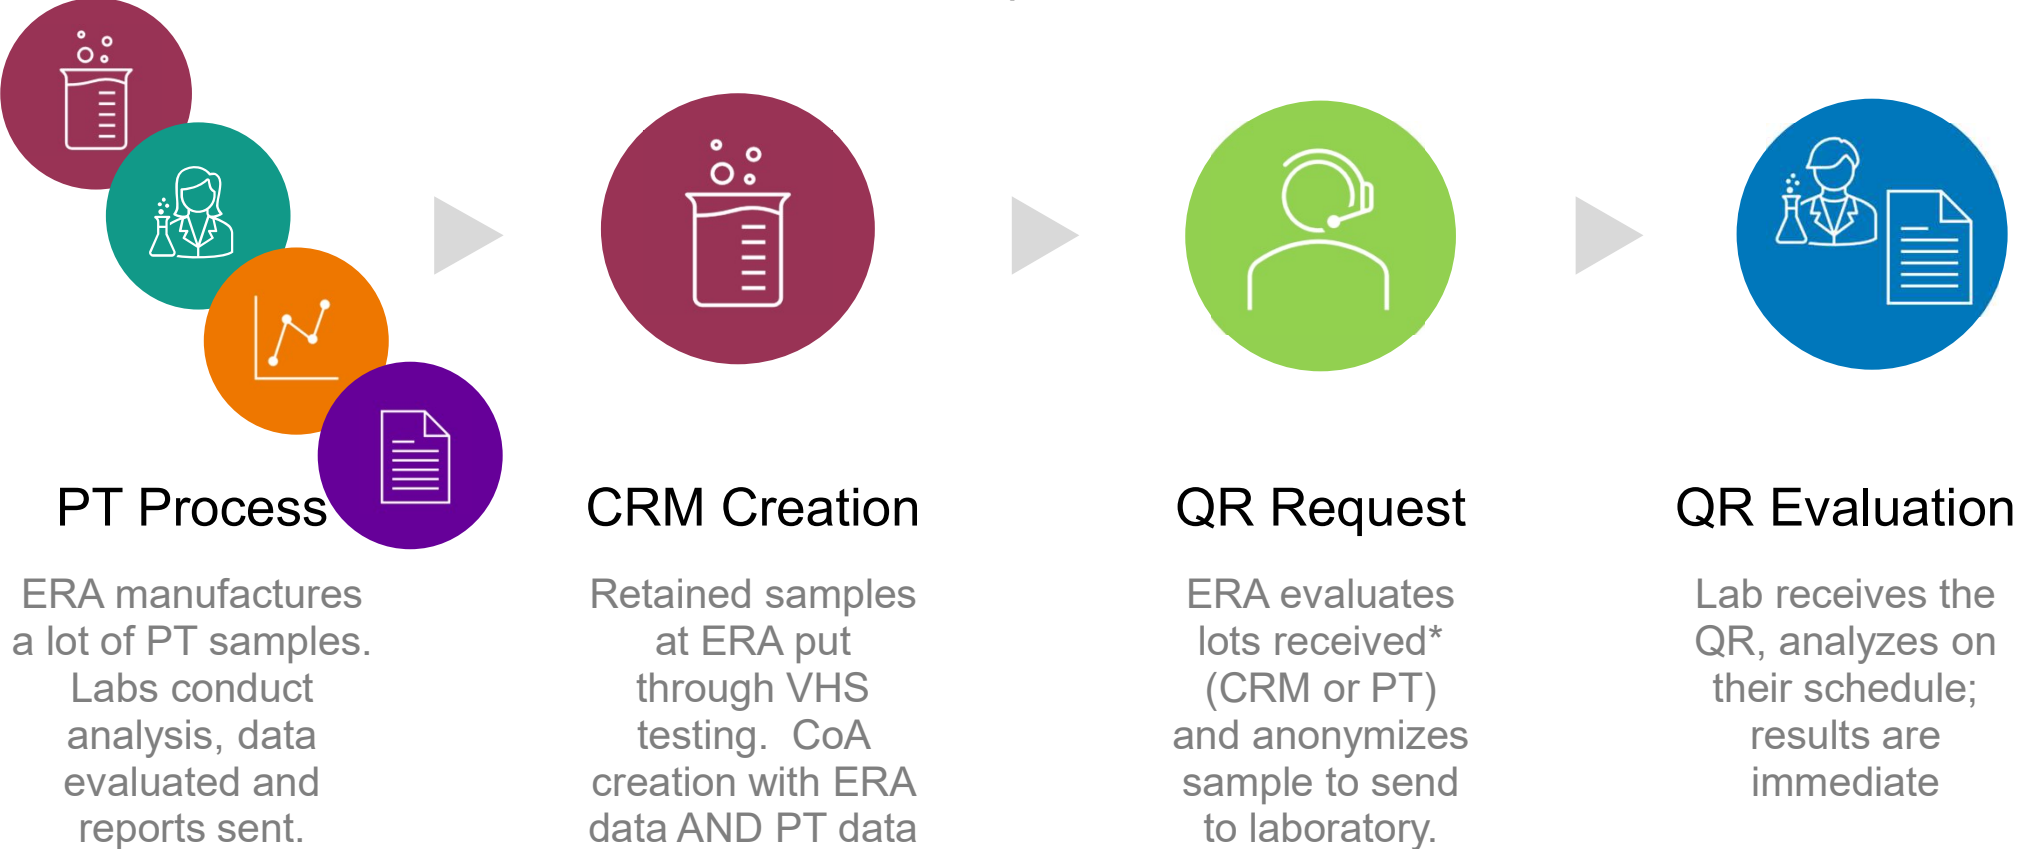 PT Process
ERA manufactures
a lot of PT samples.
Labs conduct
analysis, data
evaluated and
reports sent.
CRM Creation
Retained samples
at ERA put
through VHS
testing.  CoA
creation with ERA
data AND PT data
QR Request
ERA evaluates
lots received*
(CRM or PT)
and anonymizes
sample to send
to laboratory.
QR Evaluation
Lab receives the
QR, analyzes on
their schedule;
results are
immediate